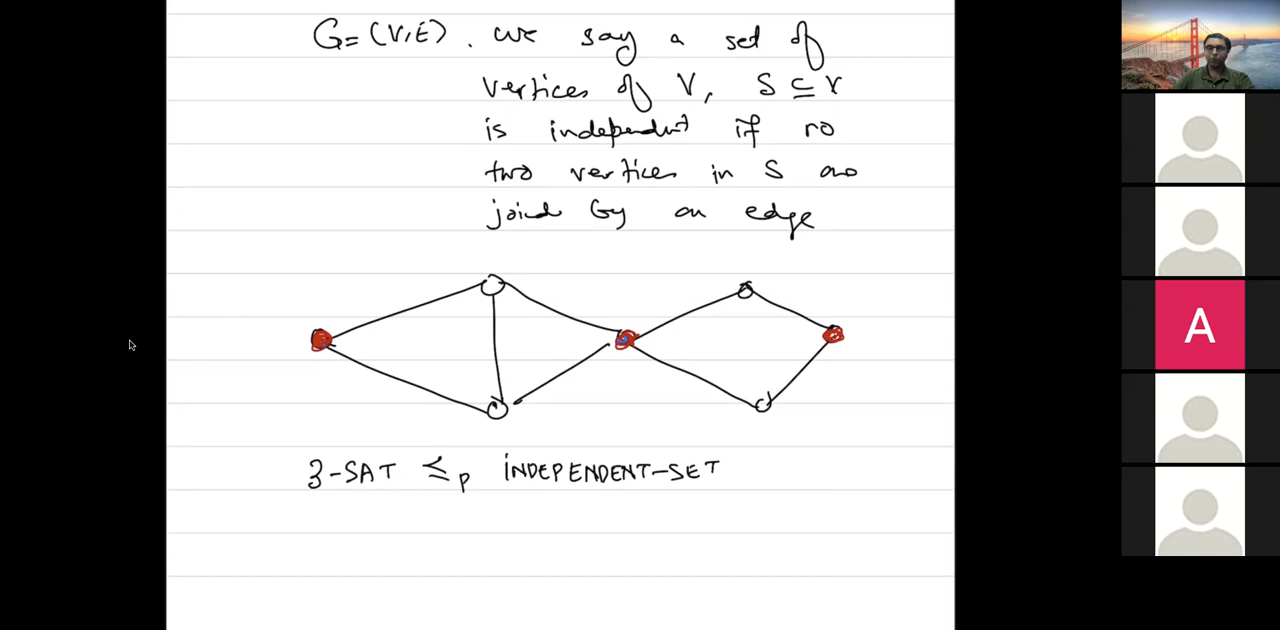 G=(V,E). we say a set of
vertices of V, S ⊆ V
is independent if no
two vertices in S are
joined by an edge
3-SAT ≤p INDEPENDENT-SET
A